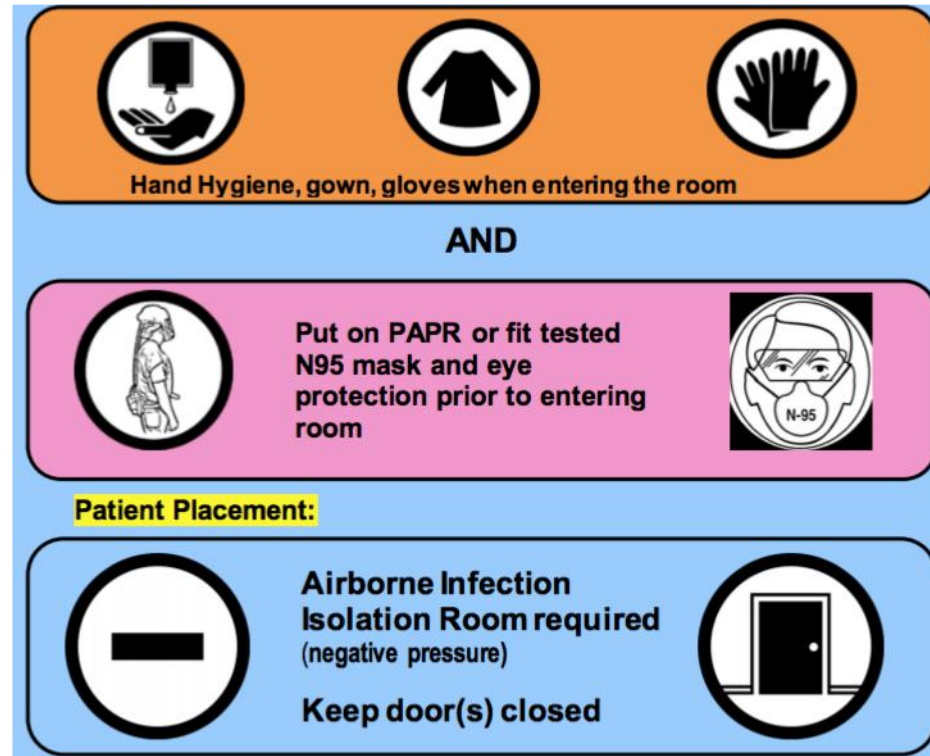 Hand Hygiene, gown, gloves when entering the room
AND
Put on PAPR or fit tested
N95 mask and eye
protection prior to entering
room
N-95
Patient Placement:
Airborne Infection
Isolation Room required
(negative pressure)
Keep door(s) closed